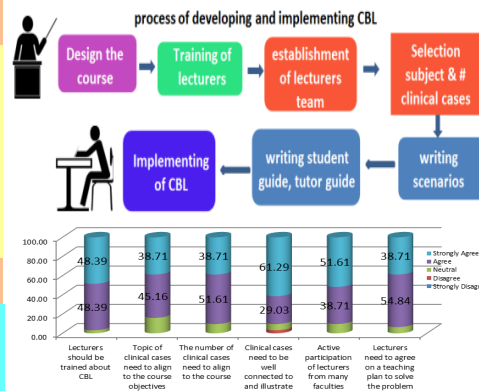 process of developing and implementing CBL
Design the
course
Training of
lecturers
establishment
of lecturers
team
Selection
subject & #
clinical cases
writing
scenarios
writing student
guide, tutor guide
Implementing
of CBL
100.00
80.00
60.00
40.00
20.00
0.00
48.39
48.39
38.71
45.16
38.71
51.61
61.29
29.03
51.61
38.71
38.71
54.84
Strongly Agree
Agree
Neutral
Disagree
Strongly Disag
Lecturers
should be
trained about
CBL
Topic of
clinical cases
need to align
to the course
objectives
The number of
clinical cases
need to align
to the course
Clinical cases
need to be
well
connected to
and illustrate
Active
participation
of lecturers
from many
faculties
Lecturers
need to agree
on a teaching
plan to solve
the problem